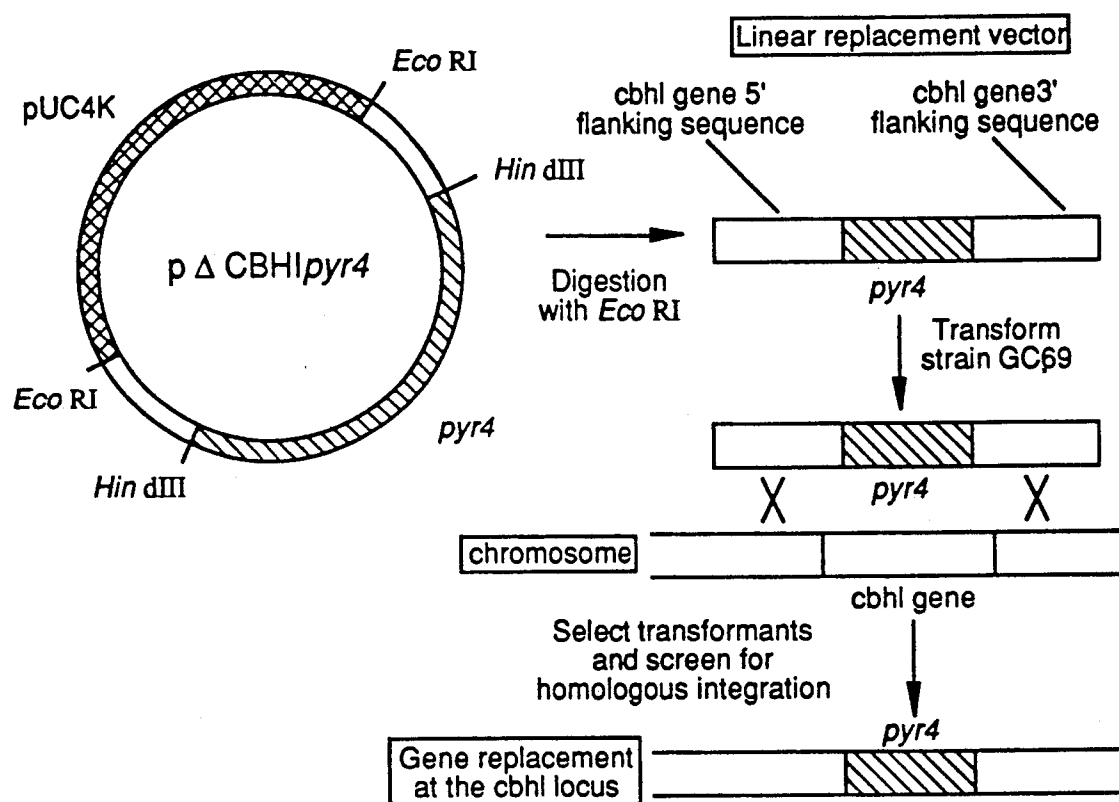 pUC4K
Eco RI
Hin dIII
p Δ CBHIpyr4
Eco RI
Hin dIII
pyr4
Digestion
with Eco RI
Linear replacement vector
cbhI gene 5'
flanking sequence
cbhI gene3'
flanking sequence
pyr4
Transform
strain GC69
pyr4
chromosome
cbhI gene
Select transformants
and screen for
homologous integration
pyr4
Gene replacement
at the cbhI locus